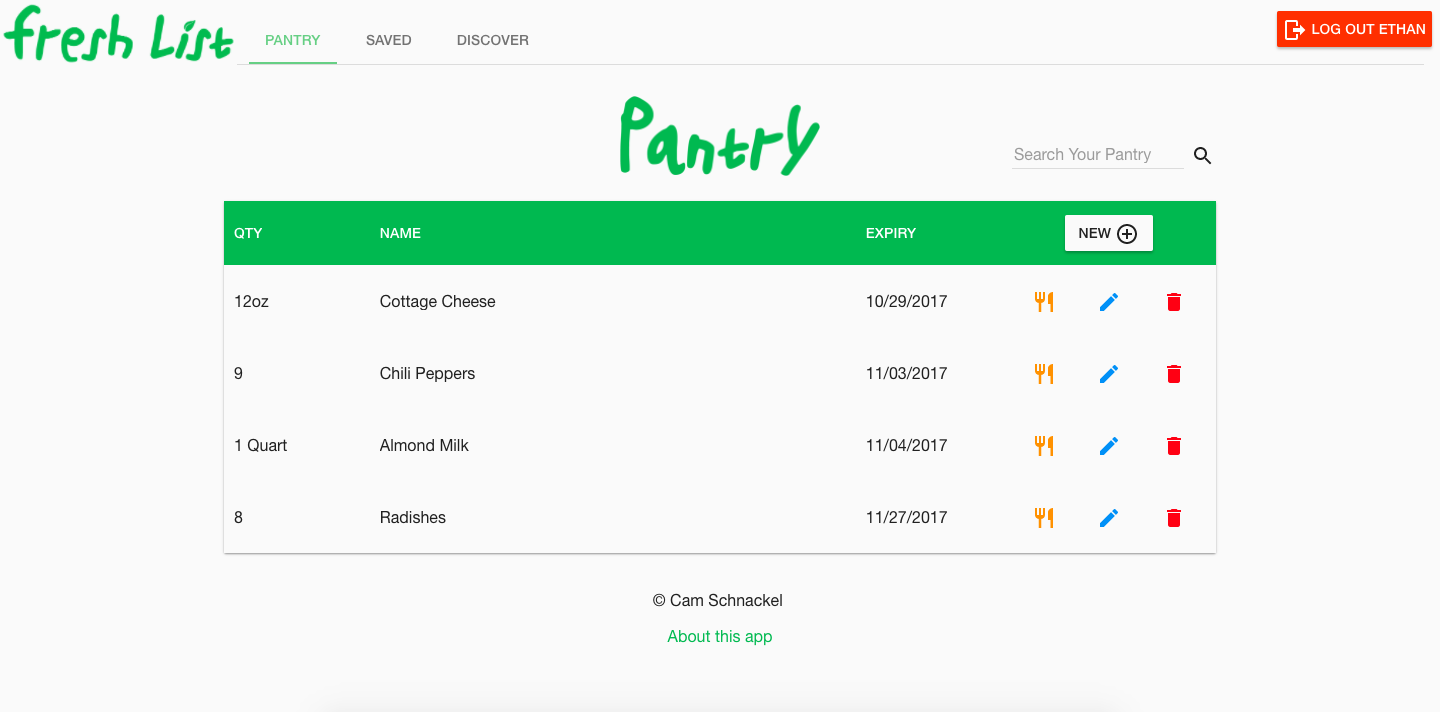 fresh List
PANTRY SAVED DISCOVER
LOG OUT ETHAN
Pantry
Search Your Pantry
QTY NAME EXPIRY NEW
12oz Cottage Cheese 10/29/2017
9 Chili Peppers 11/03/2017
1 Quart Almond Milk 11/04/2017
8 Radishes 11/27/2017
© Cam Schnackel
About this app